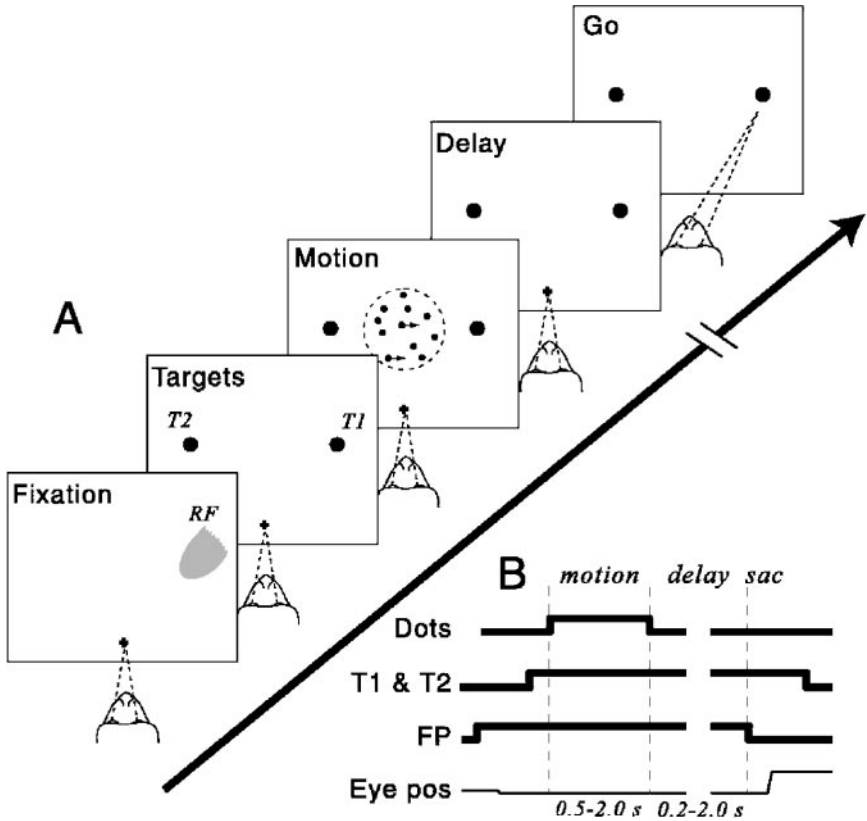 Go
Delay
Motion
A
Targets
T2 T1
Fixation
RF
B
motion delay sac
Dots
T1 & T2
FP
Eye pos
0.5-2.0 s 0.2-2.0 s